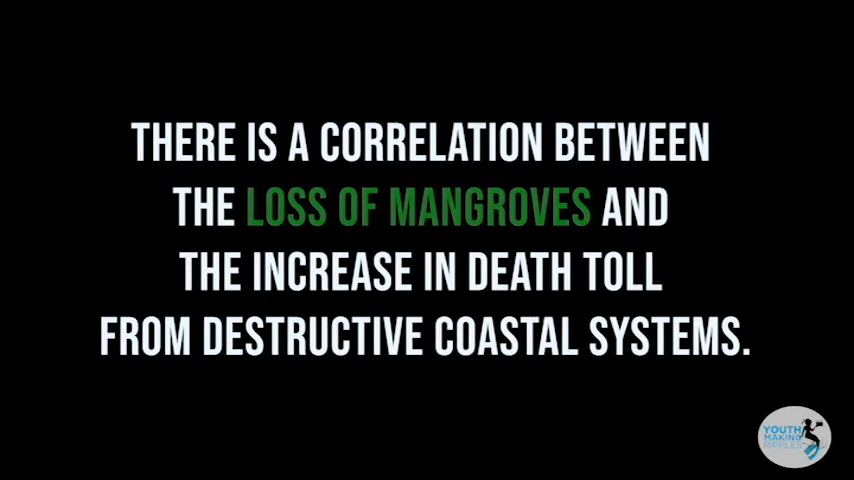 THERE IS A CORRELATION BETWEEN
THE LOSS OF MANGROVES AND
THE INCREASE IN DEATH TOLL
FROM DESTRUCTIVE COASTAL SYSTEMS.
YOUTH
MAKING
RIPPLES